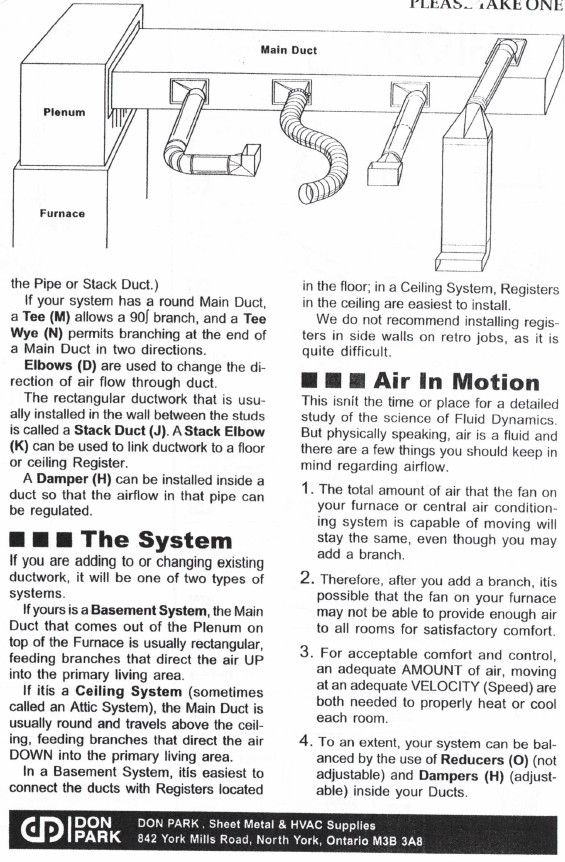 PLEASE TAKE ONE
Main Duct
Plenum
Furnace
the Pipe or Stack Duct.)
If your system has a round Main Duct,
a Tee (M) allows a 90∫ branch, and a Tee
Wye (N) permits branching at the end of
a Main Duct in two directions.
Elbows (D) are used to change the di-
rection of air flow through duct.
The rectangular ductwork that is usu-
ally installed in the wall between the studs
is called a Stack Duct (J). A Stack Elbow
(K) can be used to link ductwork to a floor
or ceiling Register.
A Damper (H) can be installed inside a
duct so that the airflow in that pipe can
be regulated.
The System
If you are adding to or changing existing
ductwork, it will be one of two types of
systems.
If yours is a Basement System, the Main
Duct that comes out of the Plenum on
top of the Furnace is usually rectangular,
feeding branches that direct the air UP
into the primary living area.
If itis a Ceiling System (sometimes
called an Attic System), the Main Duct is
usually round and travels above the ceil-
ing, feeding branches that direct the air
DOWN into the primary living area.
In a Basement System, itis easiest to
connect the ducts with Registers located
in the floor; in a Ceiling System, Registers
in the ceiling are easiest to install.
We do not recommend installing regis-
ters in side walls on retro jobs, as it is
quite difficult.
Air In Motion
This isnít the time or place for a detailed
study of the science of Fluid Dynamics.
But physically speaking, air is a fluid and
there are a few things you should keep in
mind regarding airflow.
1. The total amount of air that the fan on
your furnace or central air condition-
ing system is capable of moving will
stay the same, even though you may
add a branch.
2. Therefore, after you add a branch, itis
possible that the fan on your furnace
may not be able to provide enough air
to all rooms for satisfactory comfort.
3. For acceptable comfort and control,
an adequate AMOUNT of air, moving
at an adequate VELOCITY (Speed) are
both needed to properly heat or cool
each room.
4. To an extent, your system can be bal-
anced by the use of Reducers (O) (not
adjustable) and Dampers (H) (adjust-
able) inside your Ducts.
DON
PARK
DON PARK, Sheet Metal & HVAC Supplies
842 York Mills Road, North York, Ontario M3B 3A8